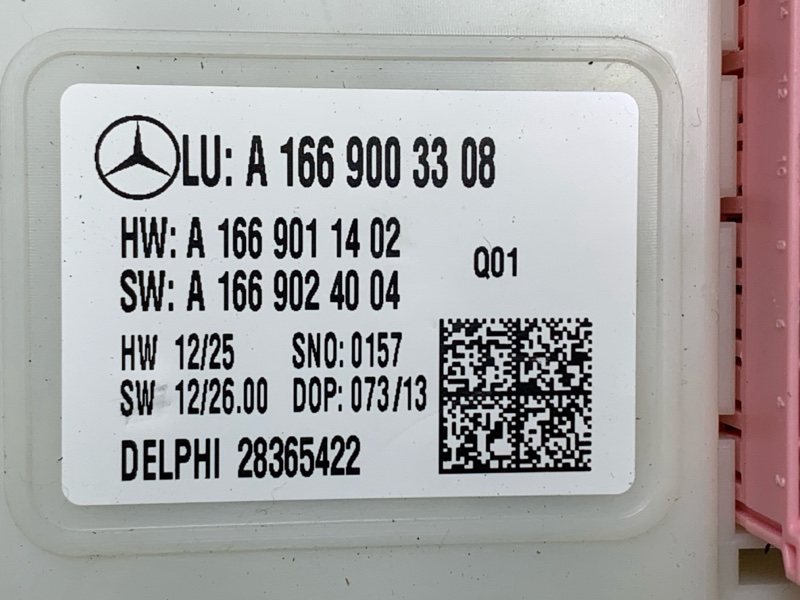 LU: A 166 900 33 08
HW: A 166 901 14 02
SW: A 166 902 40 04
Q01
HW 12/25 SNO: 0157
SW 12/26.00 DOP: 073/13
DELPHI 28365422